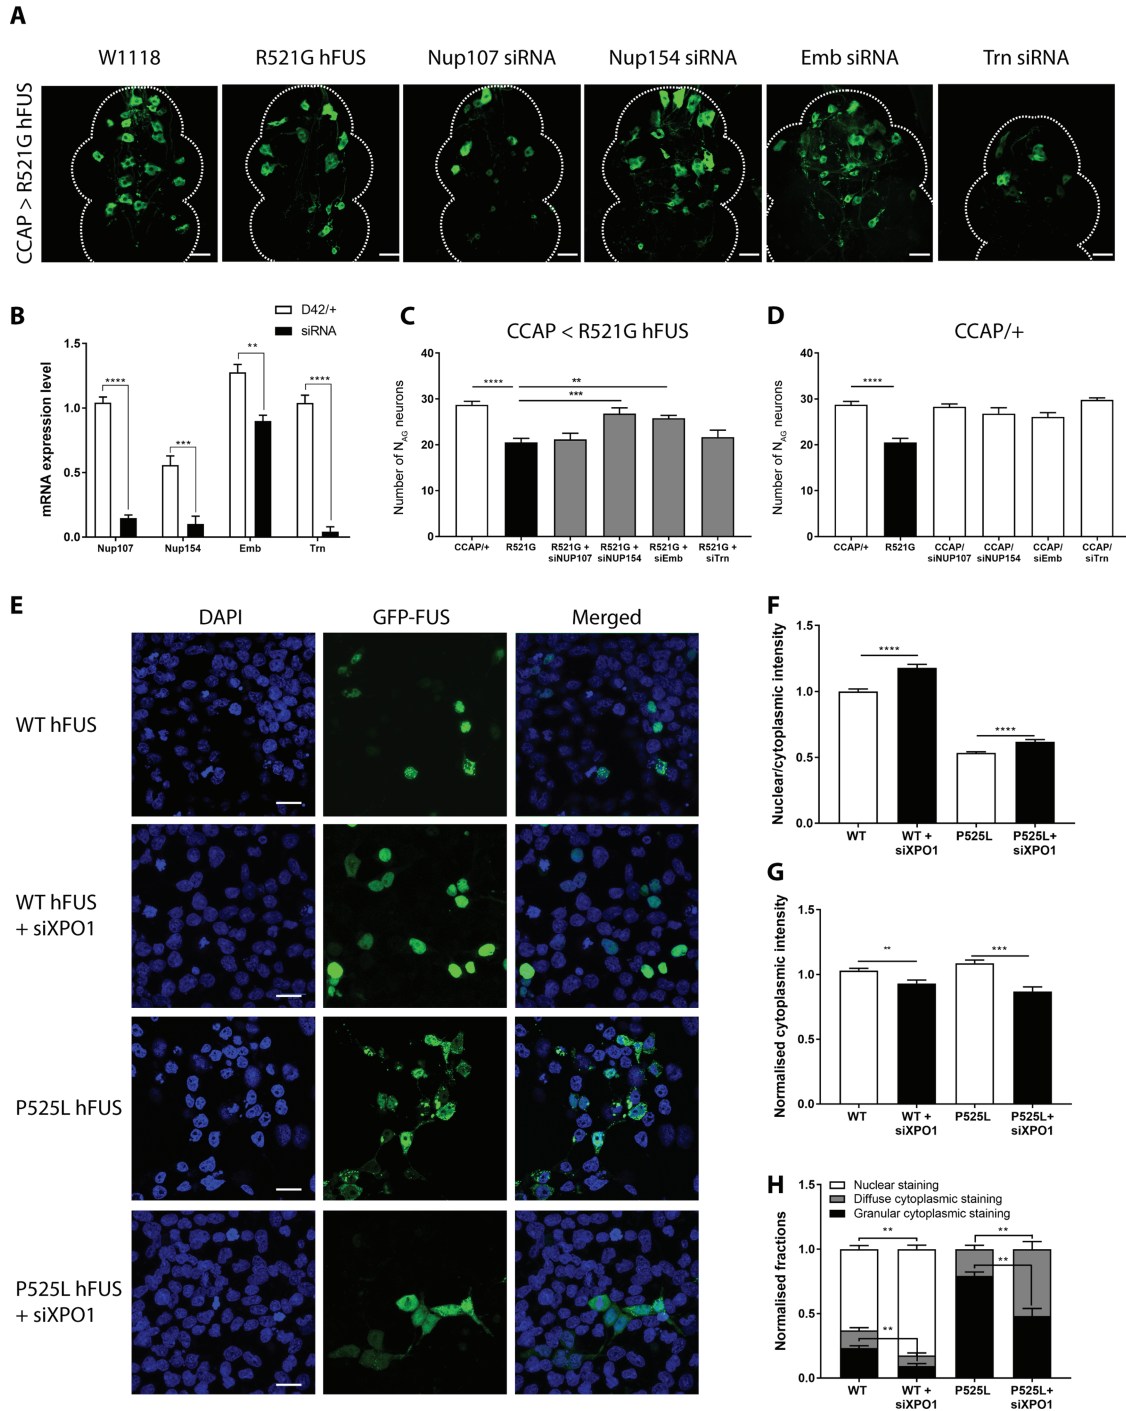 A
W1118
R521G hFUS
Nup107 siRNA
Nup154 siRNA
Emb siRNA
Trn siRNA
CCAP > R521G hFUS
B
D42/+
siRNA
mRNA expression level
1.5
1.0
0.5
0.0
****
***
**
****
Nup107
Nup154
Emb
Trn
C
CCAP < R521G hFUS
Number of NAG neurons
40
30
20
10
0
****
**
***
CCAP/+
R521G
R521G +
siNUP107
R521G +
siNUP154
R521G +
siEmb
R521G +
siTrn
D
CCAP/+
Number of NAG neurons
40
30
20
10
0
****
CCAP/+
R521G
CCAP/
siNUP107
CCAP/
siNUP154
CCAP/
siEmb
CCAP/
siTrn
E
DAPI
GFP-FUS
Merged
WT hFUS
WT hFUS
+ siXPO1
P525L hFUS
P525L hFUS
+ siXPO1
F
Nuclear/cytoplasmic intensity
1.5
1.0
0.5
0.0
****
****
WT
WT +
siXPO1
P525L
P525L+
siXPO1
G
Normalised cytoplasmic intensity
1.5
1.0
0.5
0.0
**
***
WT
WT +
siXPO1
P525L
P525L+
siXPO1
H
Nuclear staining
Diffuse cytoplasmic staining
Granular cytoplasmic staining
Normalised fractions
1.5
1.0
0.5
0.0
**
**
**
**
WT
WT +
siXPO1
P525L
P525L+
siXPO1